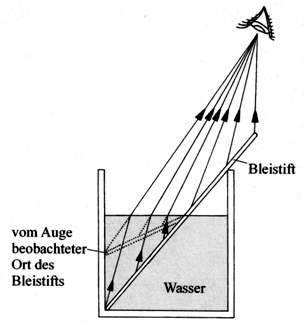 Bleistift
vom Auge
beobachteter
Ort des
Bleistifts
Wasser